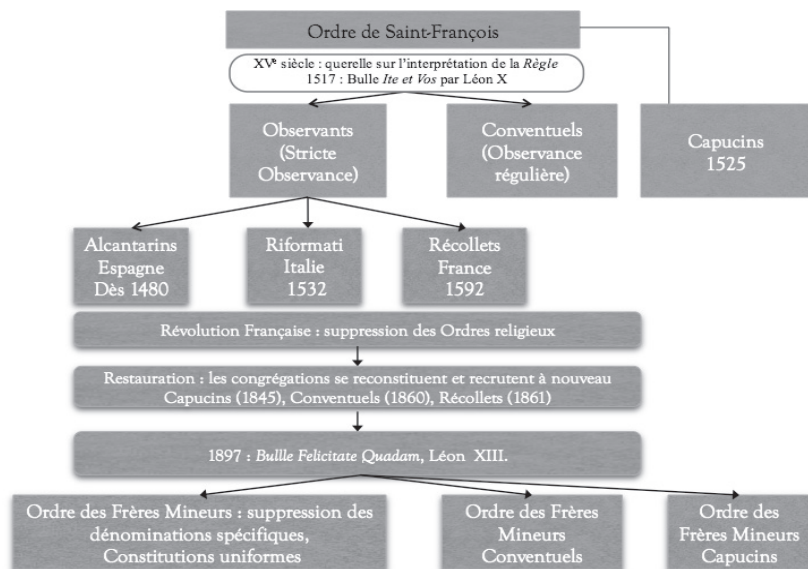 Ordre de Saint-François
XVᵉ siècle : querelle sur l'interprétation de la Règle
1517 : Bulle Ite et Vos par Léon X
Observants
(Stricte
Observance)
Conventuels
(Observance
régulière)
Capucins
1525
Alcantarins
Espagne
Dès 1480
Riformati
Italie
1532
Récollets
France
1592
Révolution Française : suppression des Ordres religieux
Restauration : les congrégations se reconstituent et recrutent à nouveau
Capucins (1845), Conventuels (1860), Récollets (1861)
1897 : Bullle Felicitate Quadam, Léon XIII.
Ordre des Frères Mineurs : suppression des
dénominations spécifiques,
Constitutions uniformes
Ordre des Frères
Mineurs
Conventuels
Ordre des
Frères Mineurs
Capucins